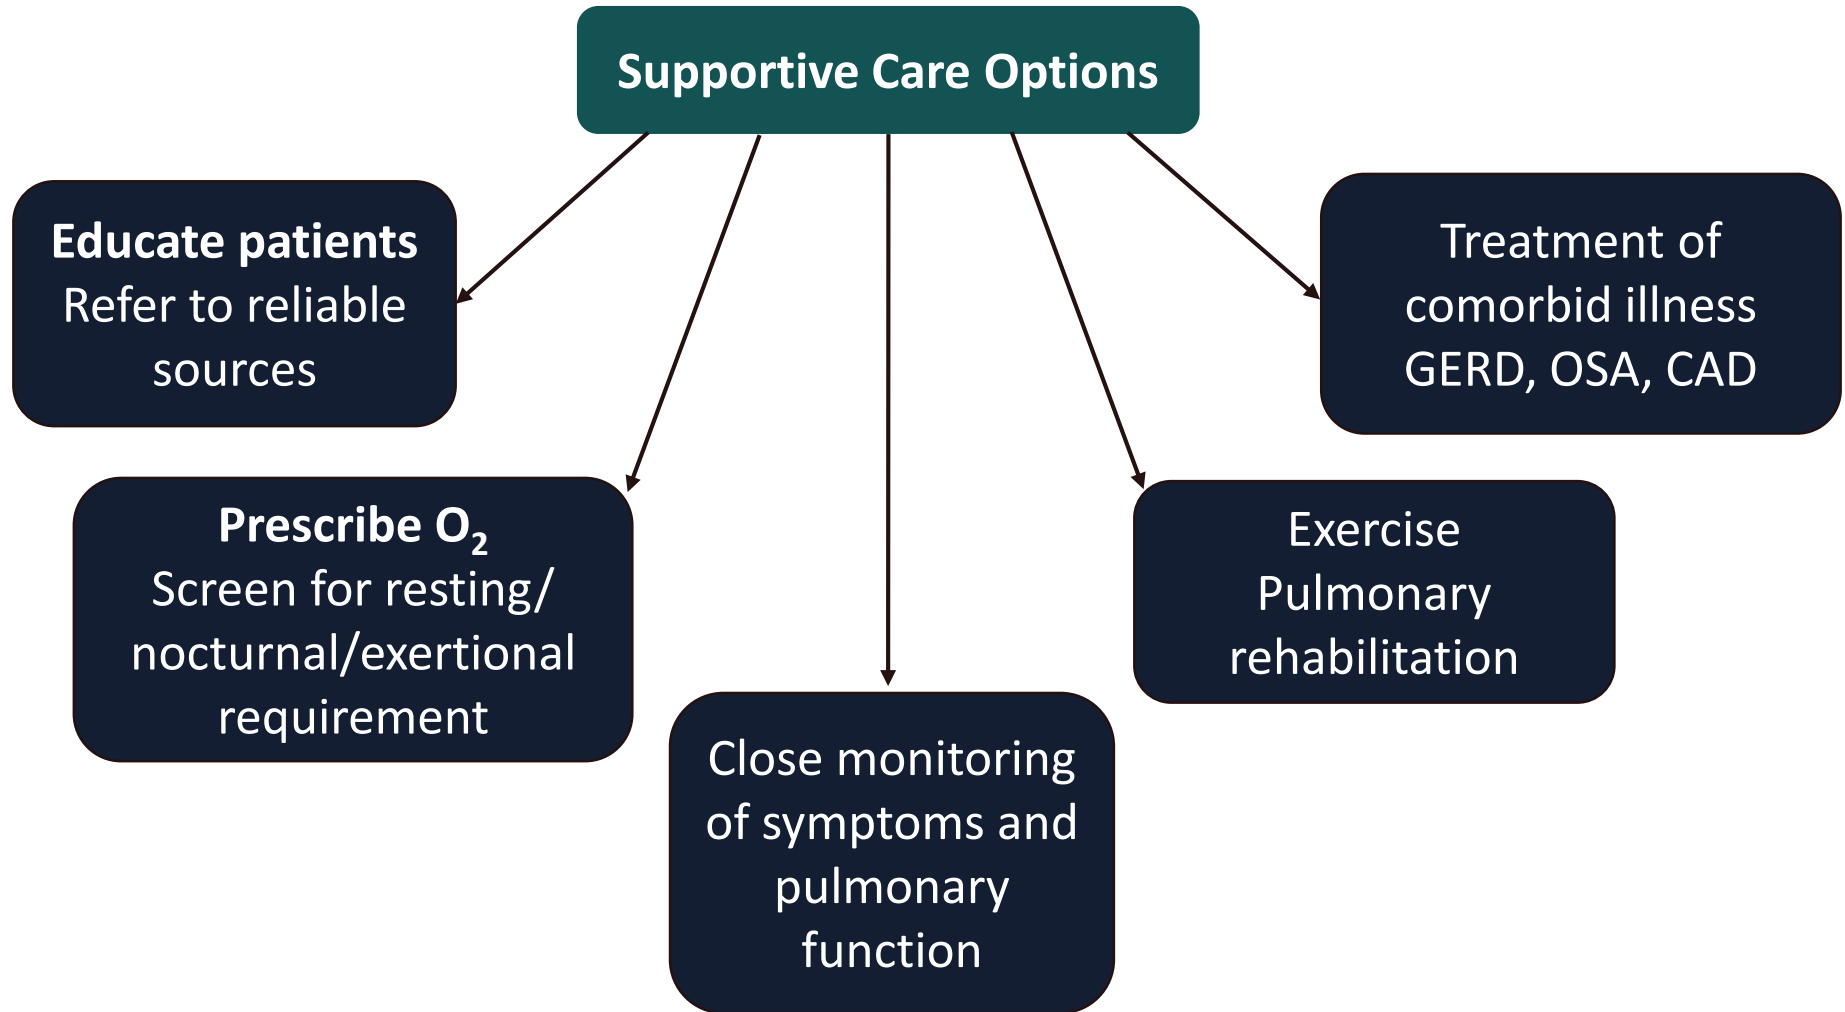 Supportive Care Options
Educate patients
Refer to reliable
sources
Prescribe O₂
Screen for resting/
nocturnal/exertional
requirement
Close monitoring
of symptoms and
pulmonary
function
Exercise
Pulmonary
rehabilitation
Treatment of
comorbid illness
GERD, OSA, CAD